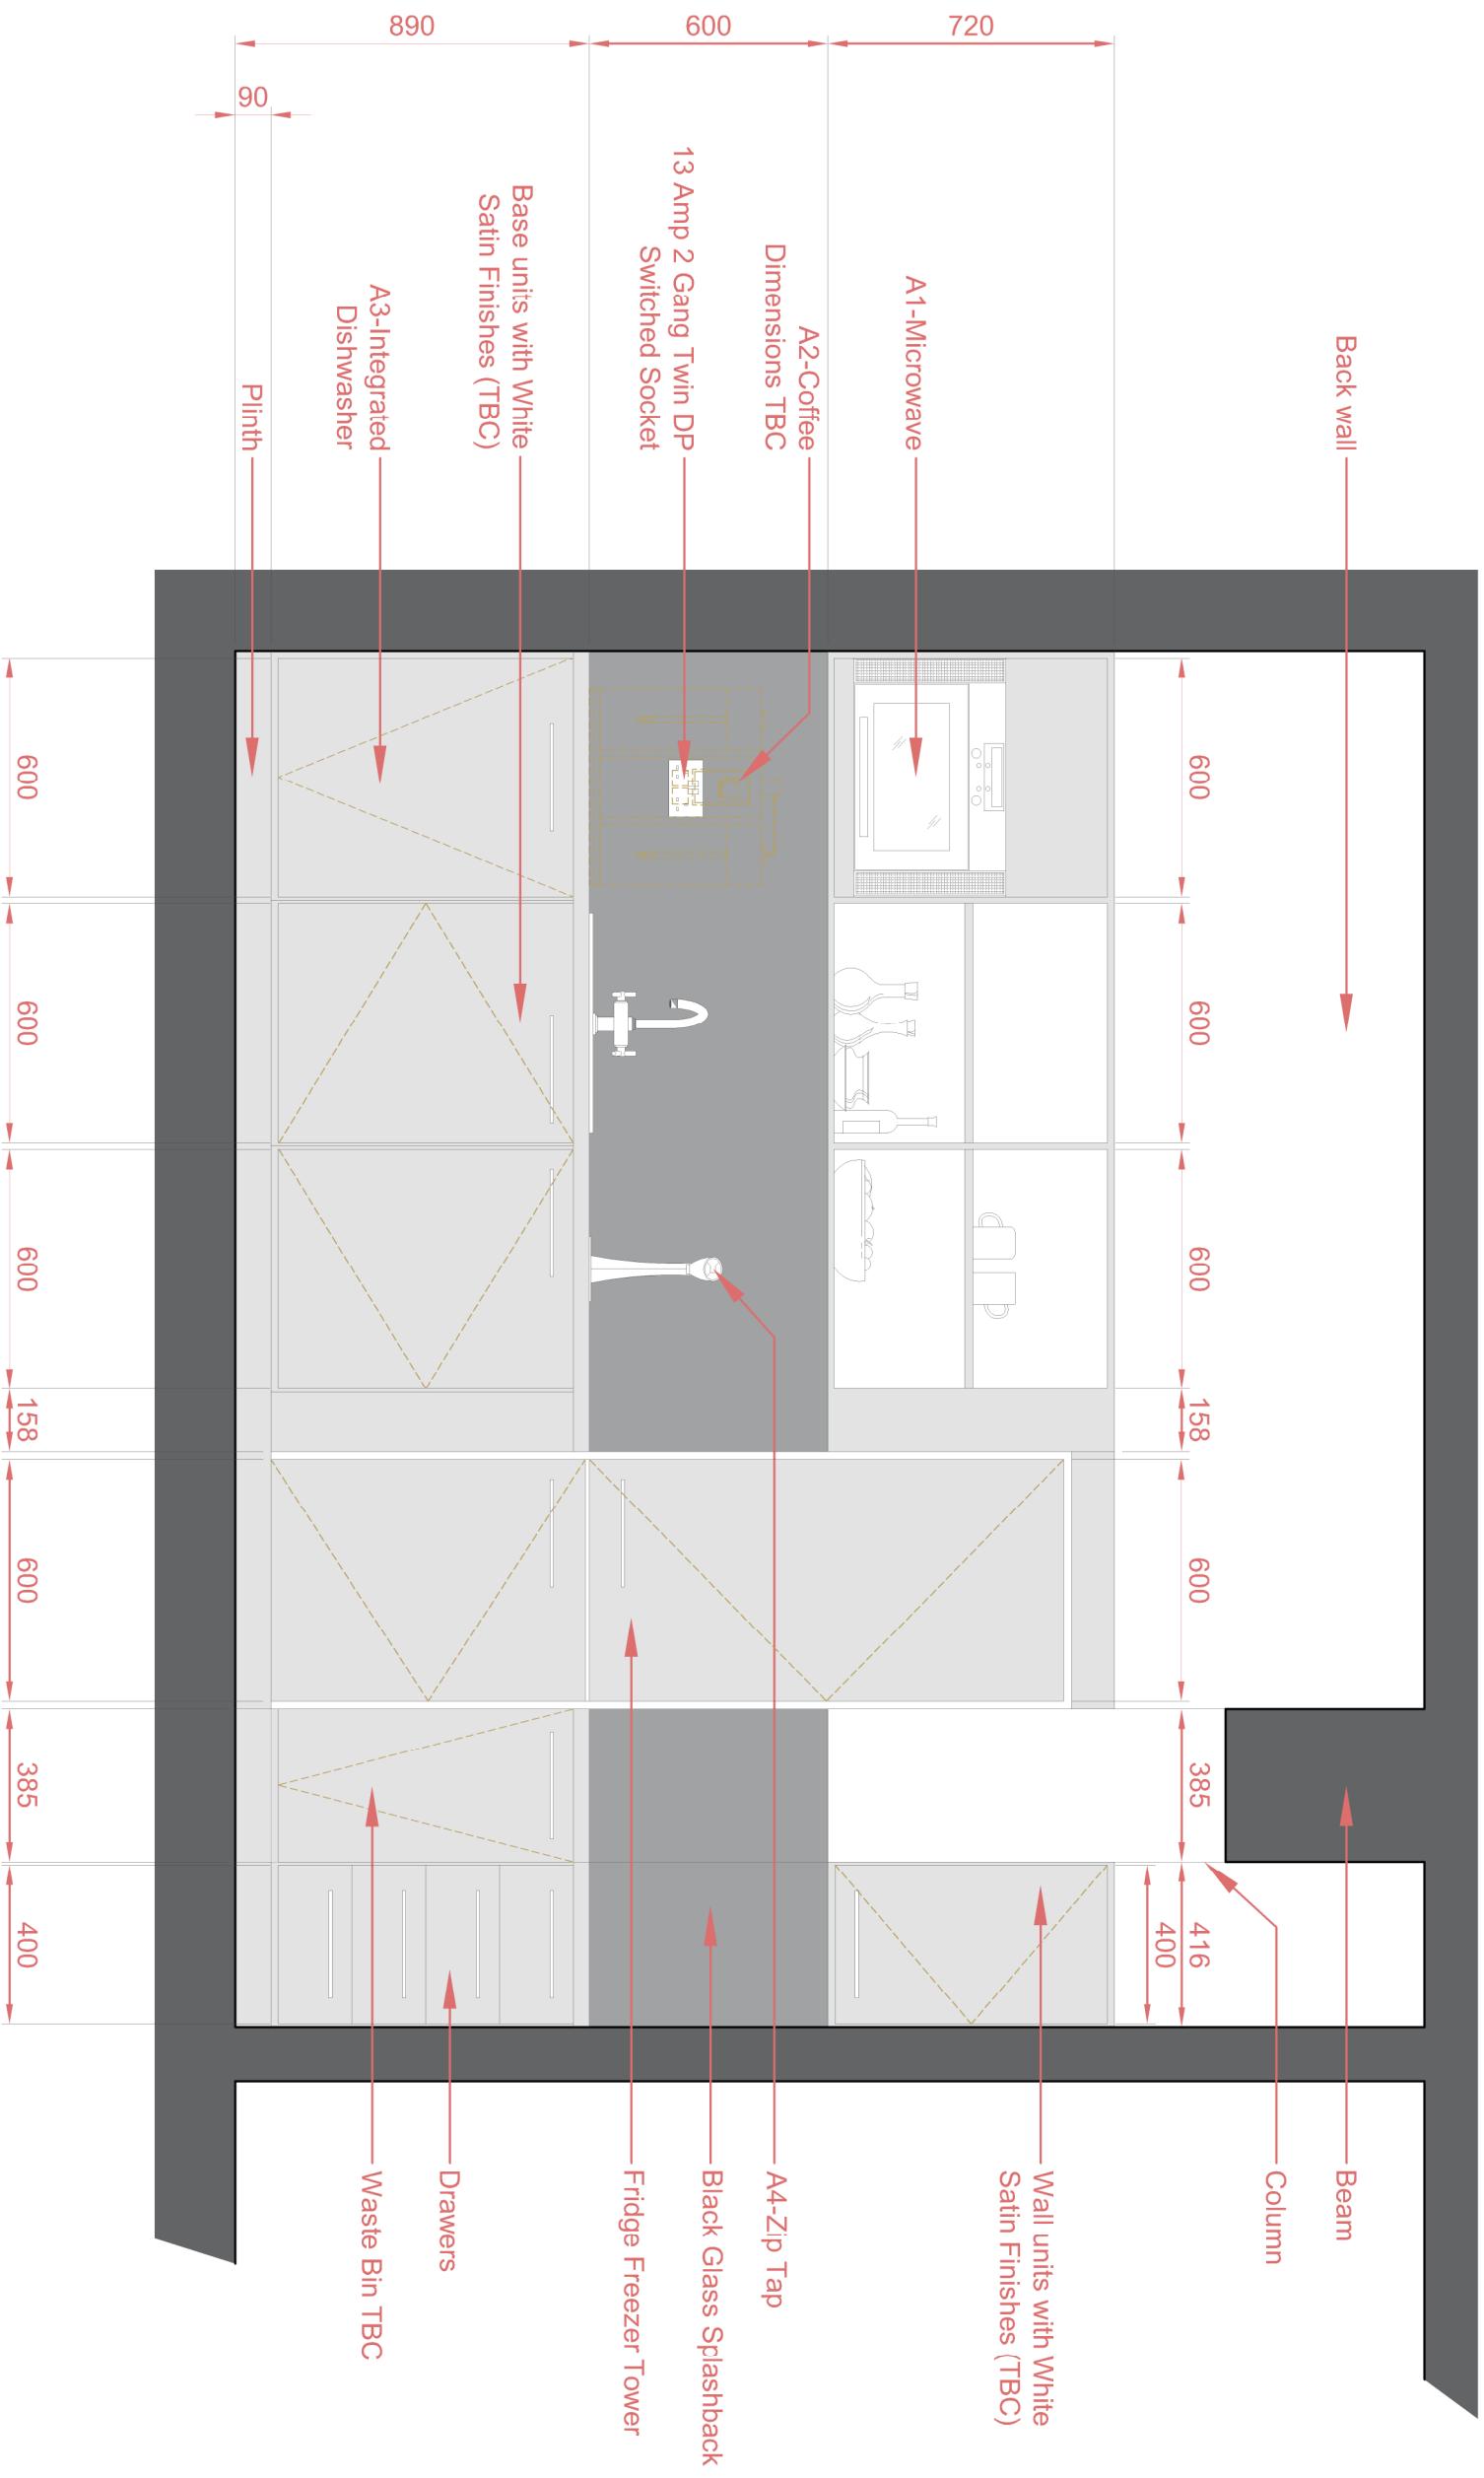 Back wall
A1-Microwave
A2-Coffee
Dimensions TBC
13 Amp 2 Gang Twin DP
Switched Socket
Base units with White
Satin Finishes (TBC)
A3-Integrated
Dishwasher
Plinth
720
600
890
90
600
600
600
158
600
385
416
400
600
600
600
158
600
385
400
Beam
Column
Wall units with White
Satin Finishes (TBC)
A4-Zip Tap
Black Glass Splashback
Fridge Freezer Tower
Drawers
Waste Bin TBC